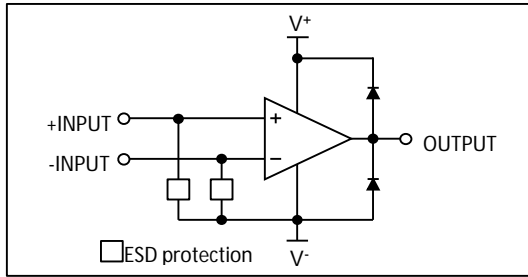 V+
+INPUT
+
-INPUT
−
OUTPUT
ESD protection
V-